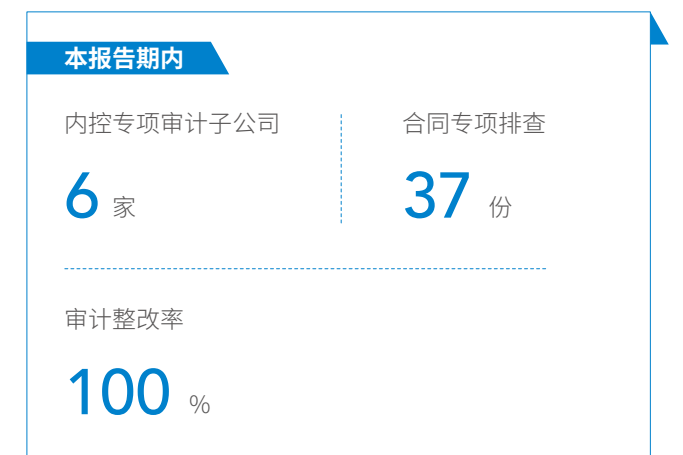 本报告期内
内控专项审计子公司
6 家
合同专项排查
37 份
审计整改率
100 %